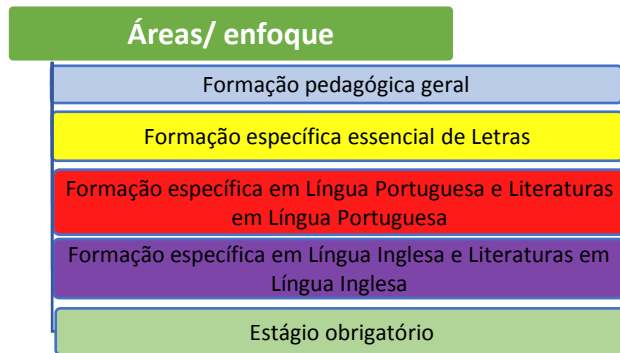 Áreas/ enfoque
Formação pedagógica geral
Formação específica essencial de Letras
Formação específica em Língua Portuguesa e Literaturas
em Língua Portuguesa
Formação específica em Língua Inglesa e Literaturas em
Língua Inglesa
Estágio obrigatório